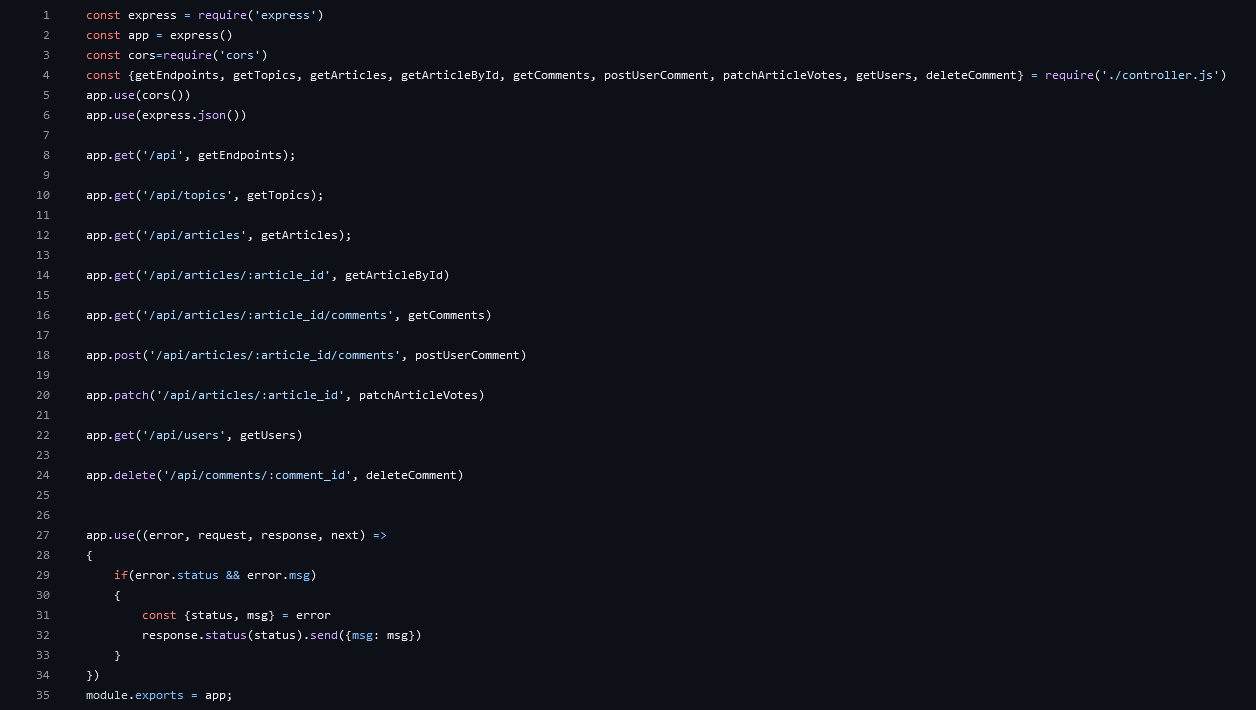 1 const express = require('express')
2 const app = express()
3 const cors=require('cors')
4 const {getEndpoints, getTopics, getArticles, getArticleById, getComments, postUserComment, patchArticleVotes, getUsers, deleteComment} = require('./controller.js')
5 app.use(cors())
6 app.use(express.json())
7
8 app.get('/api', getEndpoints);
9
10 app.get('/api/topics', getTopics);
11
12 app.get('/api/articles', getArticles);
13
14 app.get('/api/articles/:article_id', getArticleById)
15
16 app.get('/api/articles/:article_id/comments', getComments)
17
18 app.post('/api/articles/:article_id/comments', postUserComment)
19
20 app.patch('/api/articles/:article_id', patchArticleVotes)
21
22 app.get('/api/users', getUsers)
23
24 app.delete('/api/comments/:comment_id', deleteComment)
25
26
27 app.use((error, request, response, next) =>
28 {
29     if(error.status && error.msg)
30     {
31         const {status, msg} = error
32         response.status(status).send({msg: msg})
33     }
34 })
35 module.exports = app;